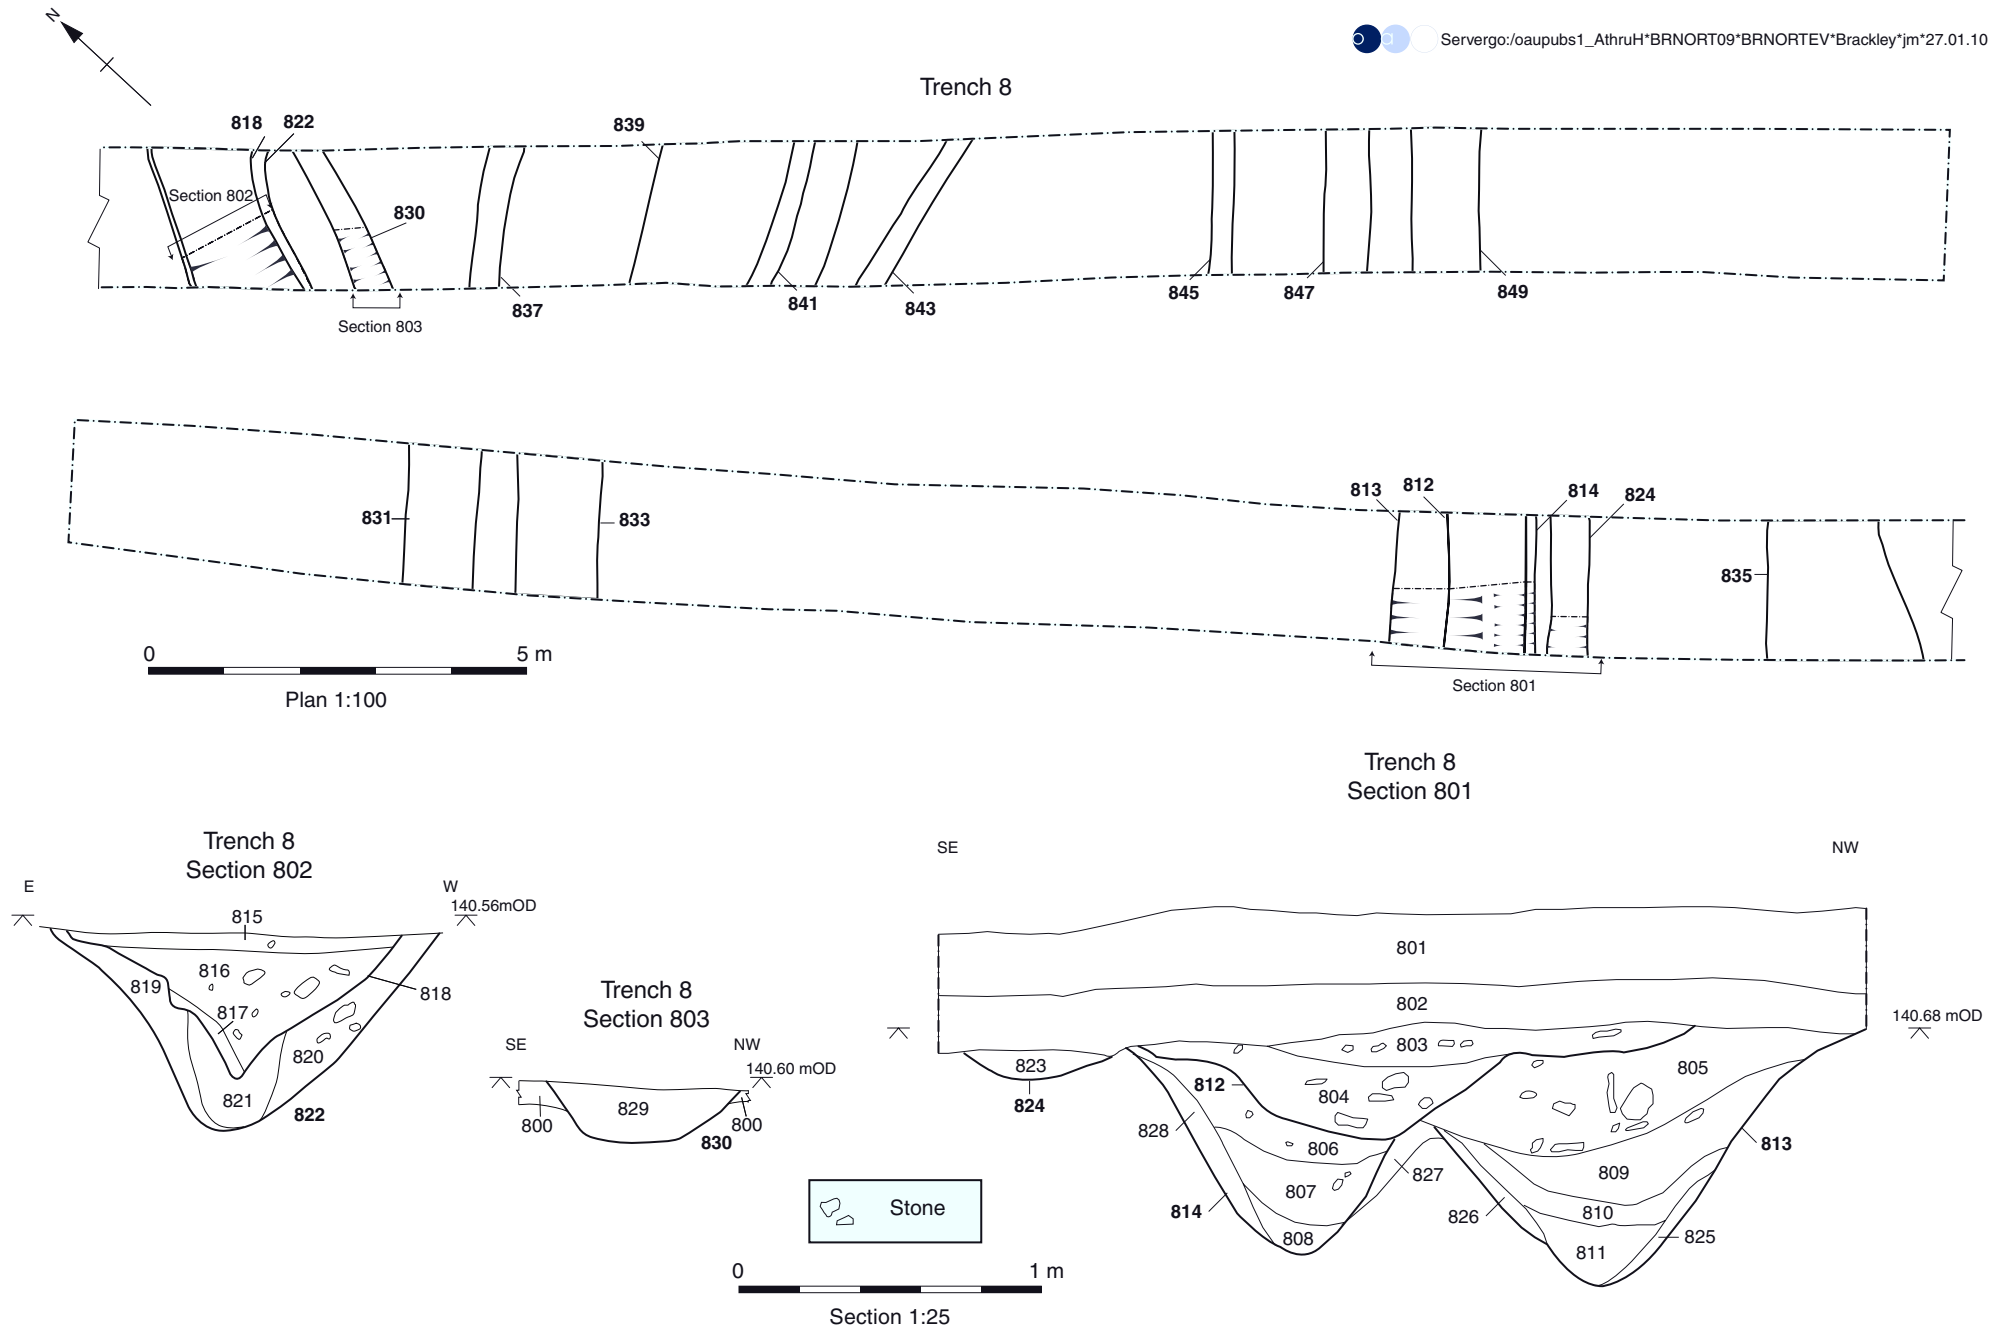 N
oa Servergo:/oaupubs1_AthruH*BRNORT09*BRNORTEV*Brackley*jm*27.01.10
Trench 8
818 822 839
Section 802
830
837 841 843 845 847 849
Section 803
813 812 814 824
831 833 835
Section 801
0 5 m
Plan 1:100
Trench 8
Section 801
SE NW
801
802
140.68 mOD
803
823 805
824 812 804
828 813
806 827 809
807
814 826 810
808 811 825
Trench 8
Section 802
E W
140.56mOD
815
816
819 818
817
820
821 822
Trench 8
Section 803
SE NW
140.60 mOD
829
800 800
830
Stone
0 1 m
Section 1:25